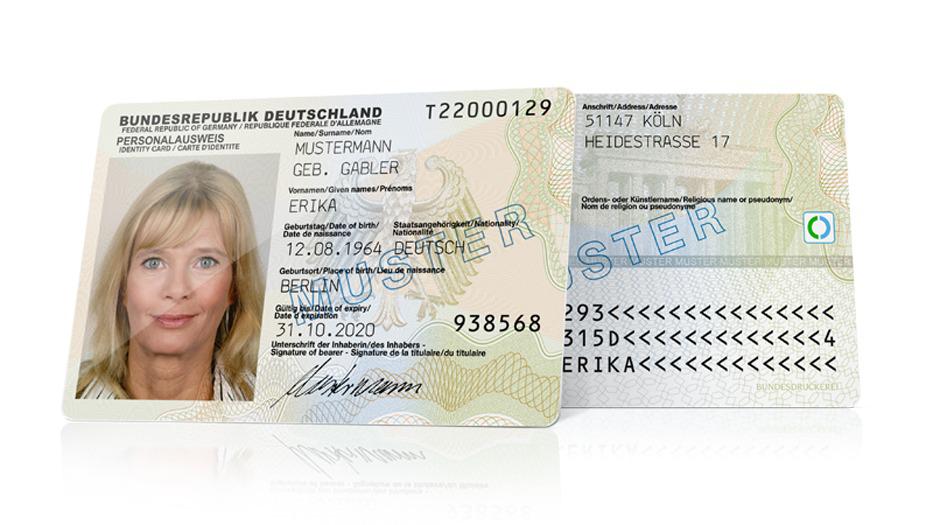 BUNDESREPUBLIK DEUTSCHLAND
FEDERAL REPUBLIC OF GERMANY / REPUBLIQUE FEDERALE D'ALLEMAGNE
PERSONALAUSWEIS
IDENTITY CARD / CARTE D'IDENTITE
T22000129
Name/Surname/Nom
MUSTERMANN
GEB. GABLER
Vornamen/Given names/Prénoms
ERIKA
Geburtstag/Date of birth/
Date de naissance
Staatsangehörigkeit/Nationality/
Nationalité
12.08.1964 DEUTSCH
Geburtsort/Place of birth/Lieu de naissance
BERLIN
Gültig bis/Date of expiry/
Date d'expiration
31.10.2020
938568
Unterschrift der Inhaberin/des Inhabers -
Signature of bearer - Signature de la titulaire/du titulaire
Mustermann
MUSTER
Anschrift/Address/Adresse
51147 KÖLN
HEIDESTRASSE 17
Ordens- oder Künstlername/Religious name or pseudonym/
Nom de religion ou pseudonyme
MUSTER
MUSTER MUSTER MUSTER MUSTER MUSTER
293<<<<<<<<<<<<<<<
315D<<<<<<<<<<<<<4
ERIKA<<<<<<<<<<<<<
BUNDESDRUCKEREI